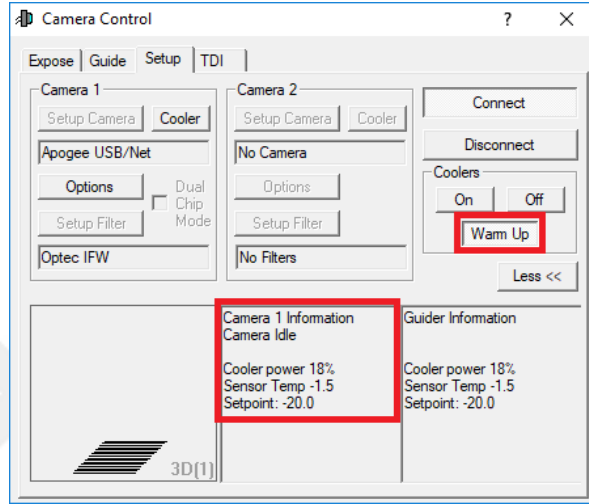 Camera Control ? ×
Expose Guide Setup TDI
Camera 1
Setup Camera Cooler
Apogee USB/Net
Options
Dual
Chip
Mode
Setup Filter
Optec IFW
Camera 2
Setup Camera Cooler
No Camera
Options
Setup Filter
No Filters
Connect
Disconnect
Coolers
On Off
Warm Up
Less <<
3D(1)
Camera 1 Information
Camera Idle
Cooler power 18%
Sensor Temp -1.5
Setpoint: -20.0
Guider Information
Cooler power 18%
Sensor Temp -1.5
Setpoint: -20.0